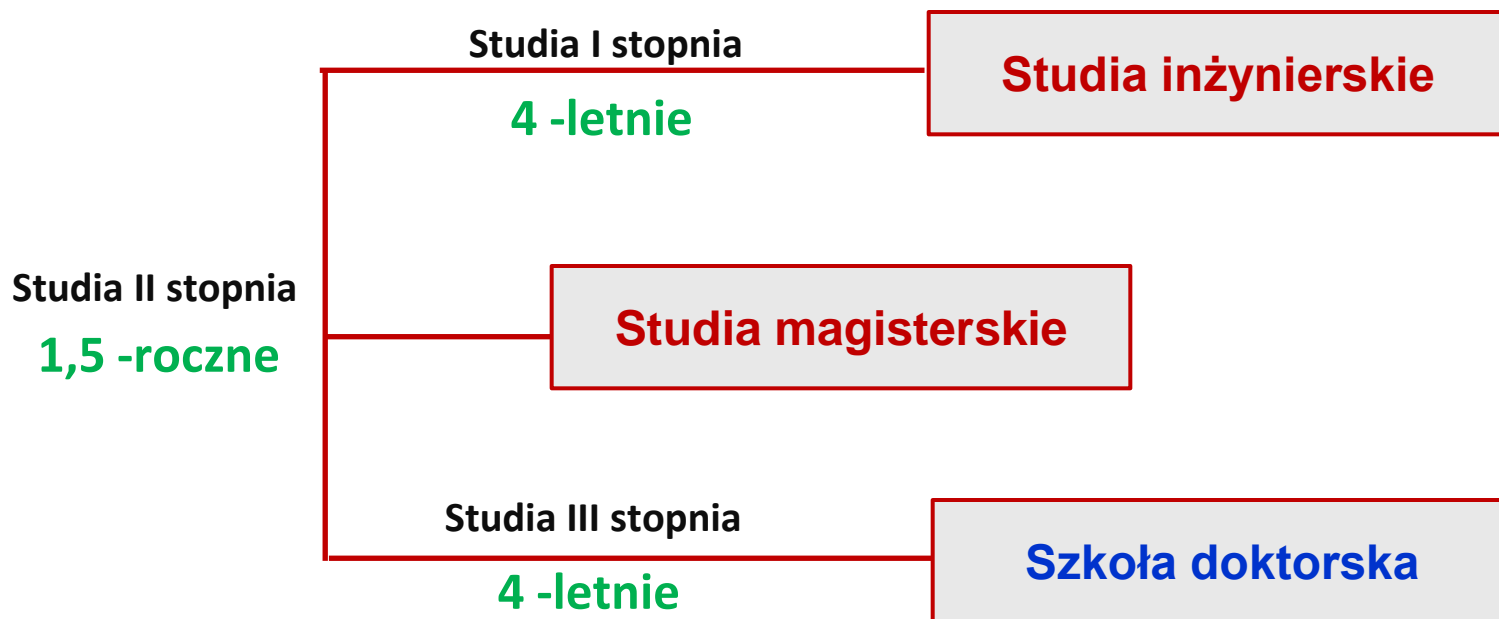 Studia I stopnia
4 -letnie
Studia inżynierskie
Studia II stopnia
1,5 -roczne
Studia magisterskie
Studia III stopnia
4 -letnie
Szkoła doktorska